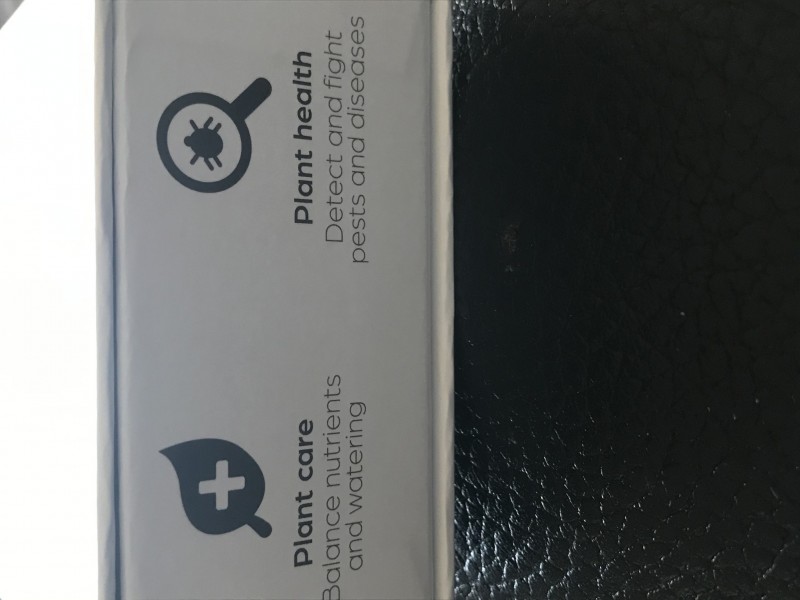 Plant care
Balance nutrients
and watering
Plant health
Detect and fight
pests and diseases